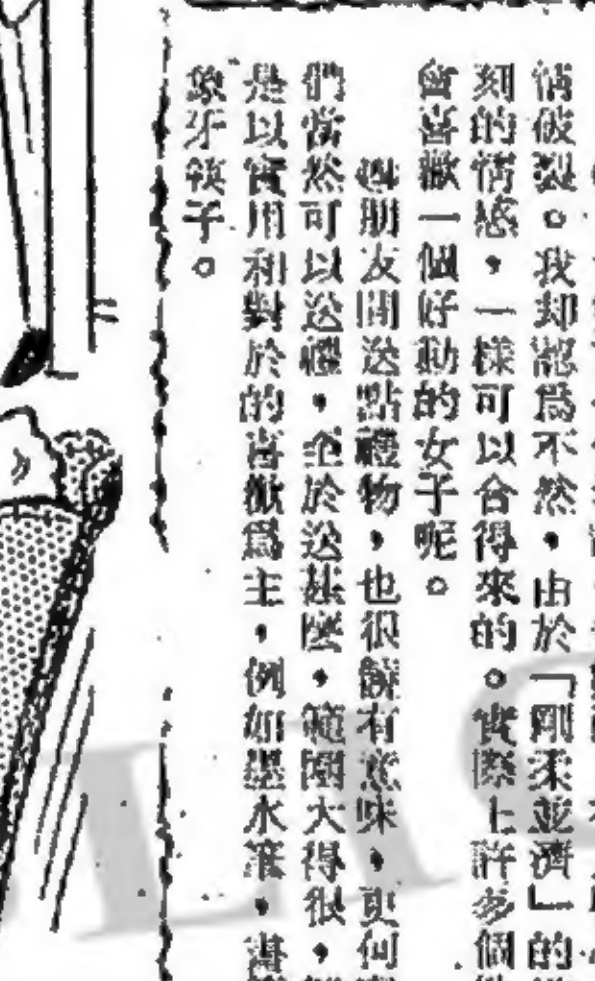 情破裂。我却認爲不然，由於「剛柔並濟」的
刻的情感，一樣可以合得來的。實際上許多個
會喜歡一個好動的女子呢。
與朋友間送點禮物，也很饒有意味，更何
們當然可以送禮，至於送甚麼，範圍大得很，
是以實用和對於的喜歡爲主，例如墨水筆，書
象牙筷子。